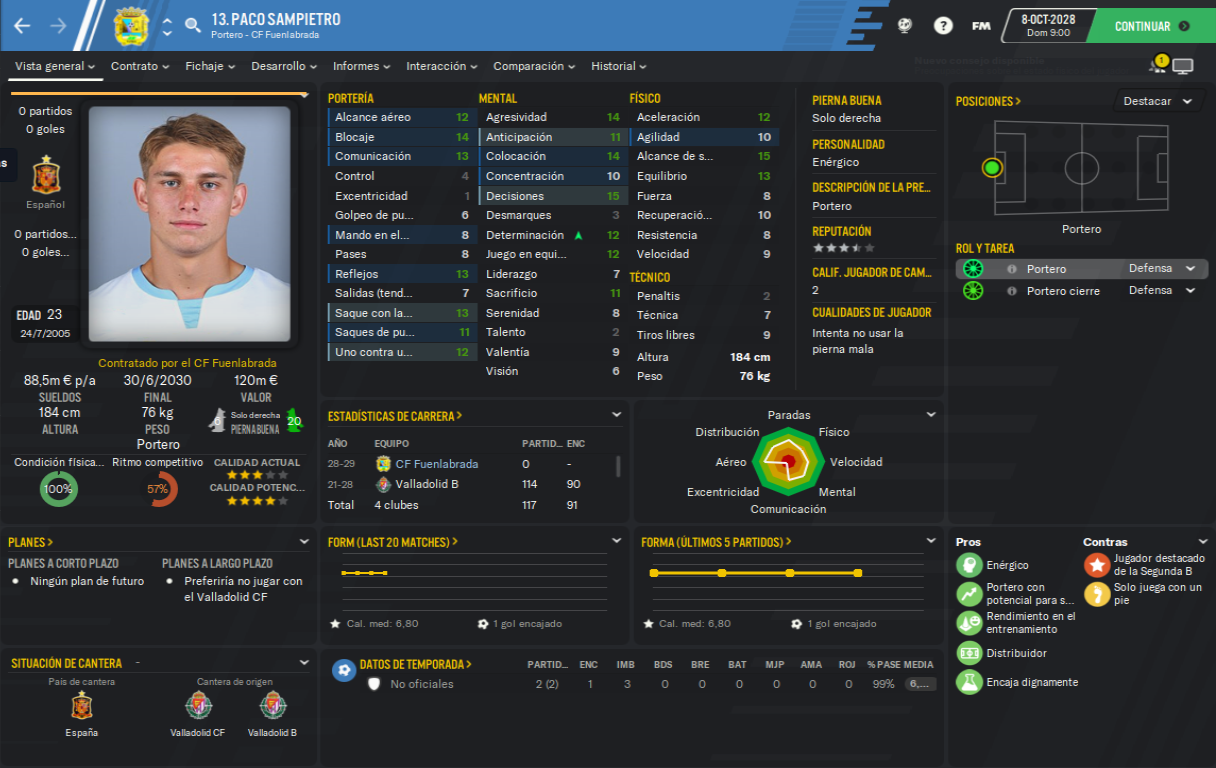 13. PACO SAMPIETRO
Portero - CF Fuenlabrada
FM
8-OCT-2028
Dom 9:00
CONTINUAR
Vista general
Contrato
Fichaje
Desarrollo
Informes
Interacción
Comparación
Historial
1
0 partidos
0 goles
Español
0 partidos...
0 goles...
EDAD 23
24/7/2005
Contratado por el CF Fuenlabrada
88,5m € p/a
SUELDOS
30/6/2030
FINAL
120m €
VALOR
184 cm
ALTURA
76 kg
PESO
6
Solo derecha
PIERNA BUENA
20
Portero
Condición física...
100%
Ritmo competitivo
57%
CALIDAD ACTUAL
CALIDAD POTENC...
PORTERÍA
Alcance aéreo 12
Blocaje 14
Comunicación 13
Control 4
Excentricidad 1
Golpeo de pu... 6
Mando en el... 8
Pases 8
Reflejos 13
Salidas (tend... 7
Saque con la... 13
Saques de pu... 11
Uno contra u... 12
MENTAL
Agresividad 14
Anticipación 11
Colocación 14
Concentración 10
Decisiones 15
Desmarques 3
Determinación 12
Juego en equi... 12
Liderazgo 7
Sacrificio 11
Serenidad 8
Talento 2
Valentía 9
Visión 6
FÍSICO
Aceleración 12
Agilidad 10
Alcance de s... 15
Equilibrio 13
Fuerza 8
Recuperació... 10
Resistencia 8
Velocidad 9
TÉCNICO
Penaltis 2
Técnica 7
Tiros libres 9
Altura 184 cm
Peso 76 kg
PIERNA BUENA
Solo derecha
PERSONALIDAD
Enérgico
DESCRIPCIÓN DE LA PRE...
Portero
REPUTACIÓN
CALIF. JUGADOR DE CAM...
2
CUALIDADES DE JUGADOR
Intenta no usar la
pierna mala
POSICIONES >
Destacar
Portero
ROL Y TAREA
Portero Defensa
Portero cierre Defensa
ESTADÍSTICAS DE CARRERA >
AÑO EQUIPO PARTID... ENC
28-29 CF Fuenlabrada 0 -
21-28 Valladolid B 114 90
Total 4 clubes 117 91
Paradas
Físico
Velocidad
Mental
Comunicación
Excentricidad
Aéreo
Distribución
PLANES >
PLANES A CORTO PLAZO
Ningún plan de futuro
PLANES A LARGO PLAZO
Preferiría no jugar con
el Valladolid CF
FORM (LAST 20 MATCHES) >
Cal. med: 6,80
1 gol encajado
FORMA (ÚLTIMOS 5 PARTIDOS) >
Cal. med: 6,80
1 gol encajado
Pros
Enérgico
Portero con
potencial para s...
Rendimiento en el
entrenamiento
Distribuidor
Encaja dignamente
Contras
Jugador destacado
de la Segunda B
Solo juega con un
pie
SITUACIÓN DE CANTERA -
País de cantera
España
Cantera de origen
Valladolid CF
Valladolid B
DATOS DE TEMPORADA > PARTID... ENC IMB BDS BRE BAT MJP AMA ROJ % PASE MEDIA
No oficiales 2 (2) 1 3 0 0 0 0 0 0 99% 6,...